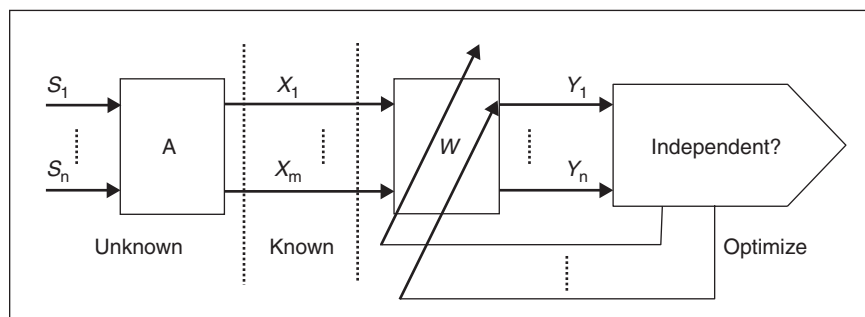 S1
X1
Y1
A
W
Independent?
Sn
Xm
Yn
Unknown
Known
Optimize